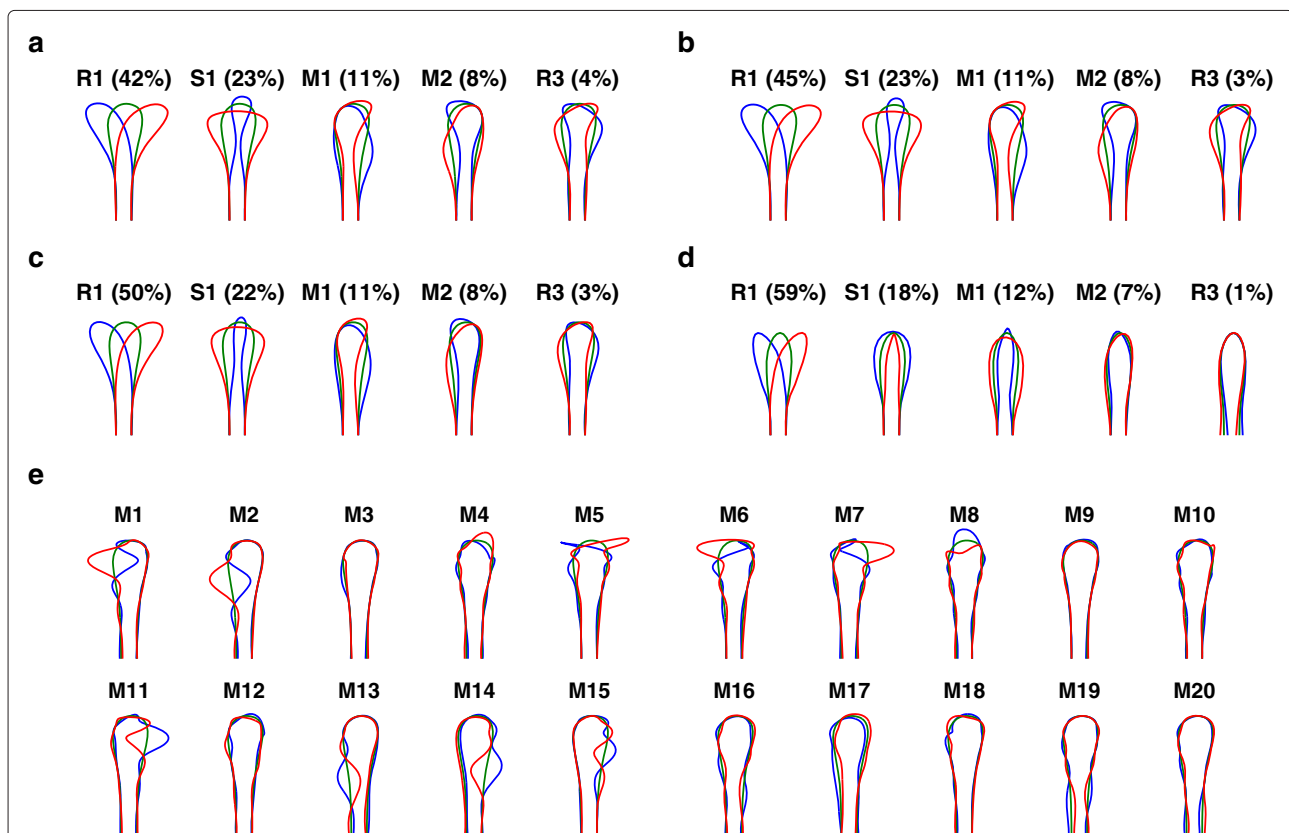 a
R1 (42%) S1 (23%) M1 (11%) M2 (8%) R3 (4%)
b
R1 (45%) S1 (23%) M1 (11%) M2 (8%) R3 (3%)
c
R1 (50%) S1 (22%) M1 (11%) M2 (8%) R3 (3%)
d
R1 (59%) S1 (18%) M1 (12%) M2 (7%) R3 (1%)
e
M1 M2 M3 M4 M5 M6 M7 M8 M9 M10
M11 M12 M13 M14 M15 M16 M17 M18 M19 M20